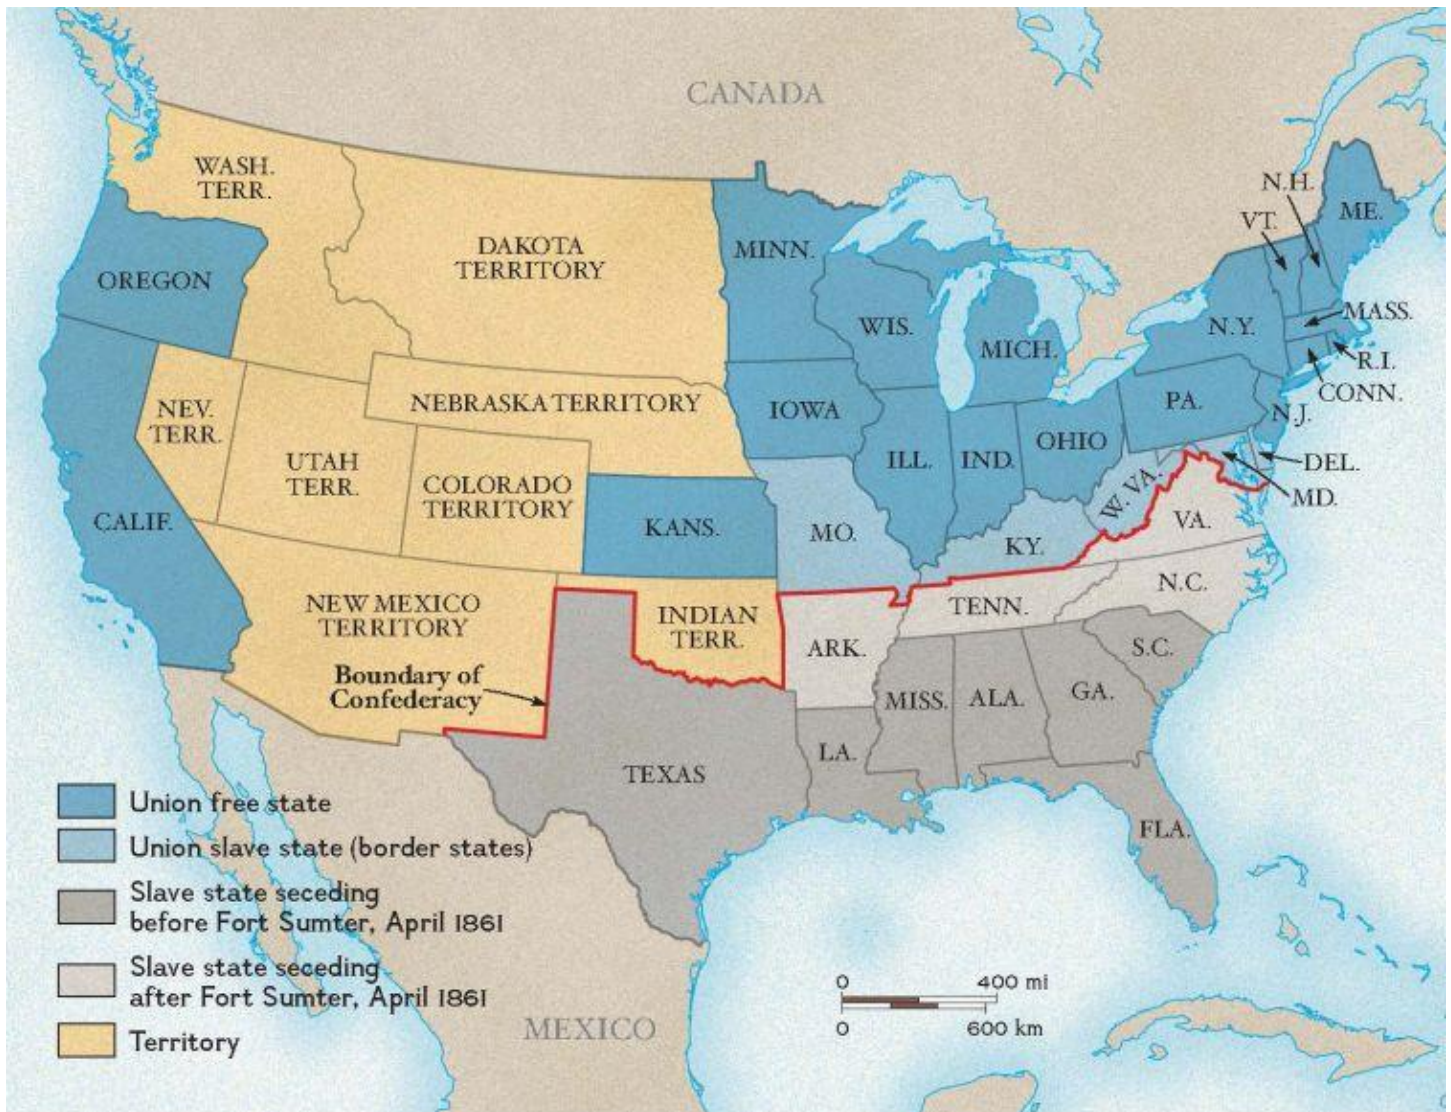 CANADA
WASH.
TERR.
OREGON
DAKOTA
TERRITORY
MINN.
N.H.
VT.
ME.
WIS.
MICH.
N.Y.
MASS.
R.I.
CONN.
NEBRASKA TERRITORY
IOWA
PA.
N.J.
NEV.
TERR.
UTAH
TERR.
COLORADO
TERRITORY
ILL.
IND.
OHIO
DEL.
MD.
CALIF.
KANS.
MO.
W. VA.
VA.
KY.
N.C.
NEW MEXICO
TERRITORY
INDIAN
TERR.
TENN.
ARK.
S.C.
Boundary of
Confederacy
MISS.
ALA.
GA.
TEXAS
LA.
FLA.
Union free state
Union slave state (border states)
Slave state seceding
before Fort Sumter, April 1861
Slave state seceding
after Fort Sumter, April 1861
Territory
MEXICO
0 400 mi
0 600 km